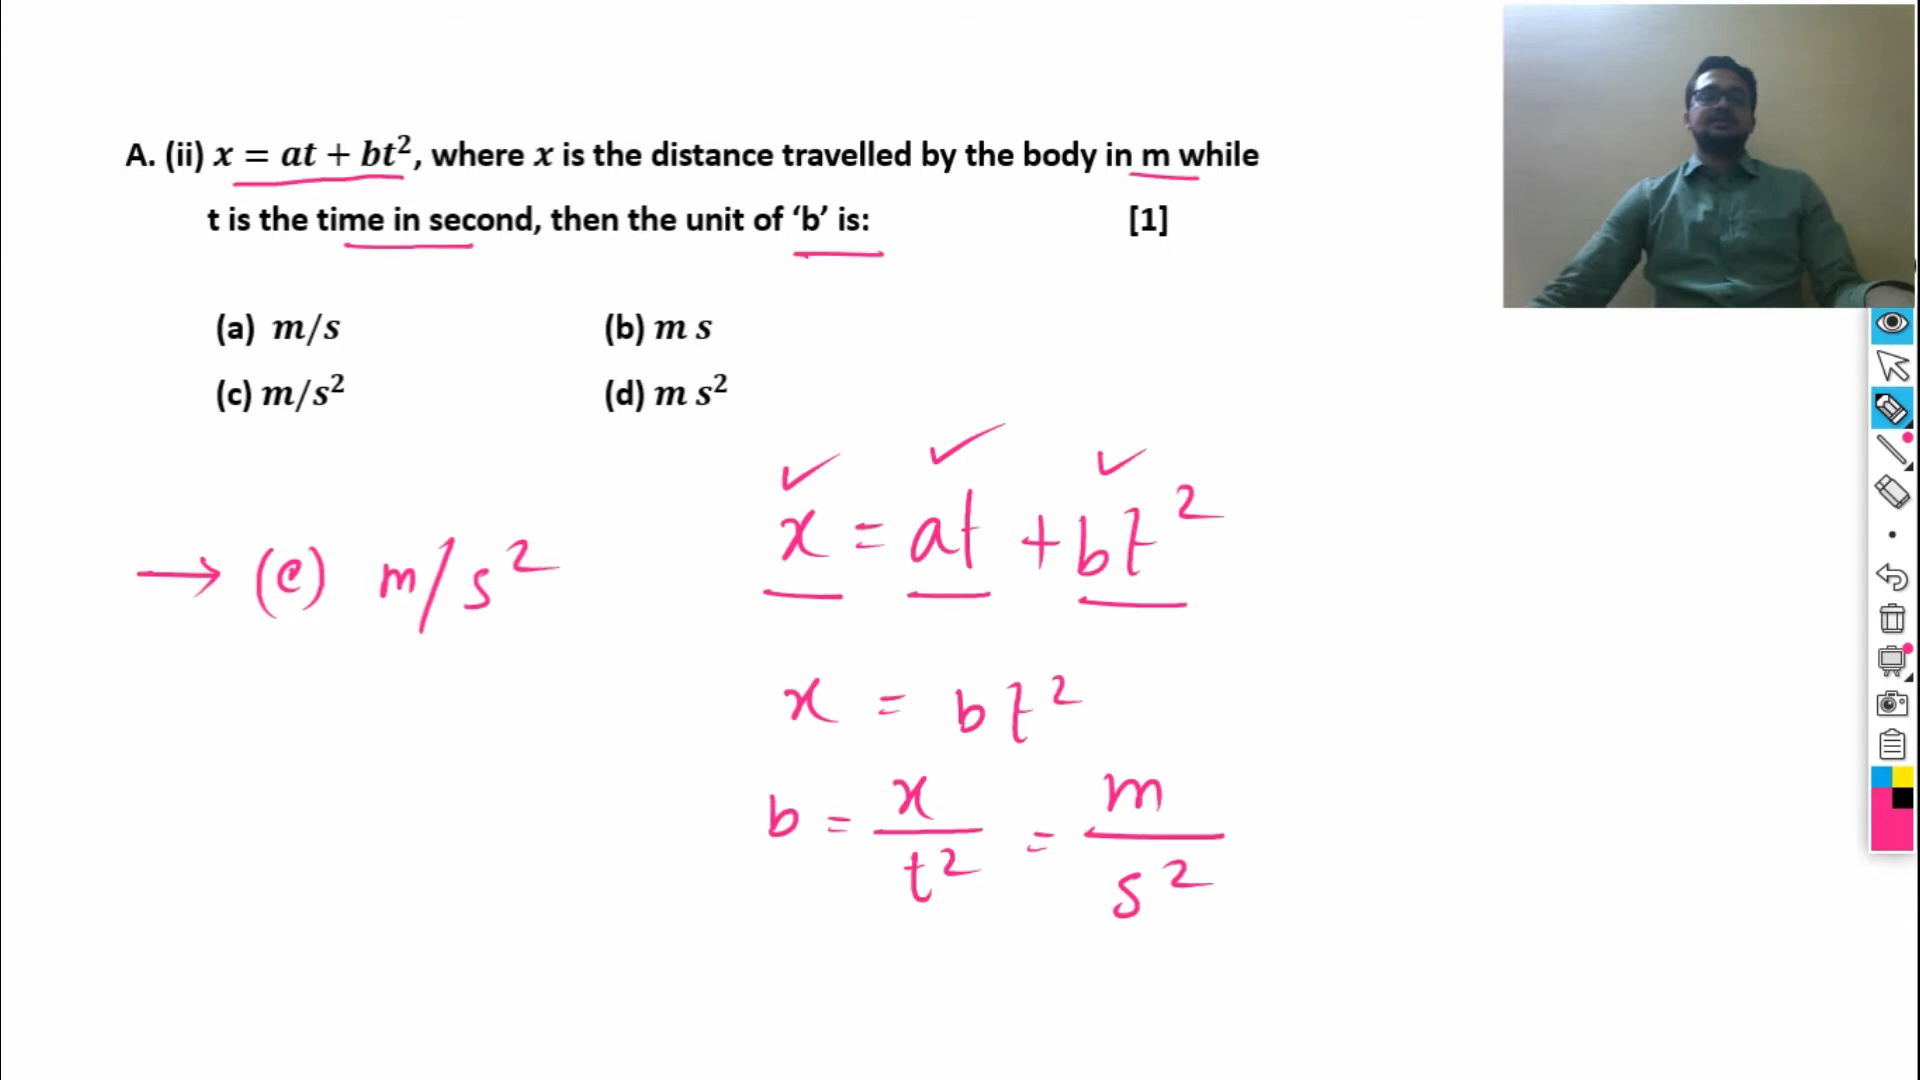 A. (ii) x = at + bt², where x is the distance travelled by the body in m while
t is the time in second, then the unit of ‘b’ is: [1]
(a) m/s (b) m s
(c) m/s² (d) m s²
x = at + bt²
→ (c) m/s²
x = bt²
b = x/t² = m/s²